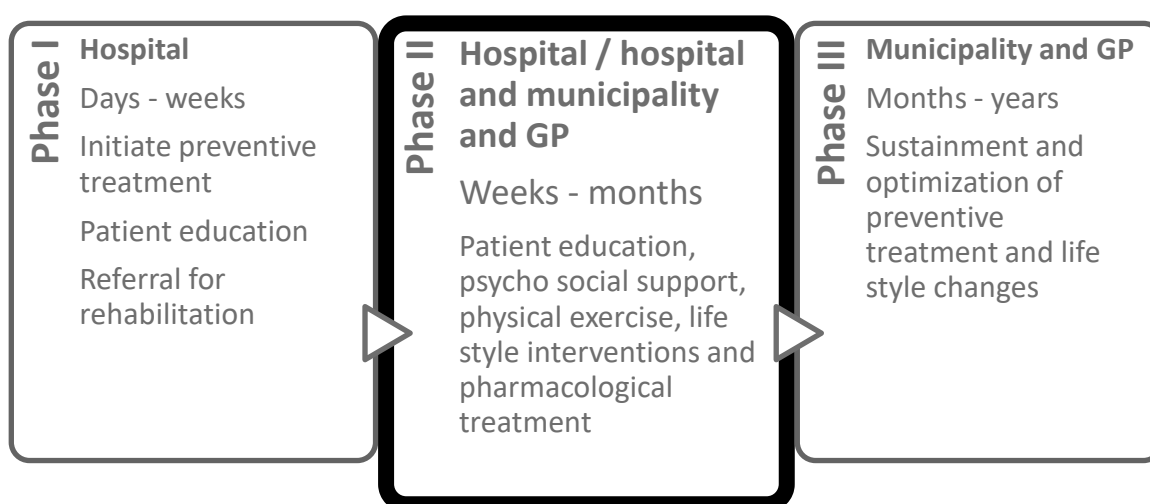 Phase I
Hospital
Days - weeks
Initiate preventive
treatment
Patient education
Referral for
rehabilitation
Phase II
Hospital / hospital
and municipality
and GP
Weeks - months
Patient education,
psycho social support,
physical exercise, life
style interventions and
pharmacological
treatment
Phase III
Municipality and GP
Months - years
Sustainment and
optimization of
preventive
treatment and life
style changes